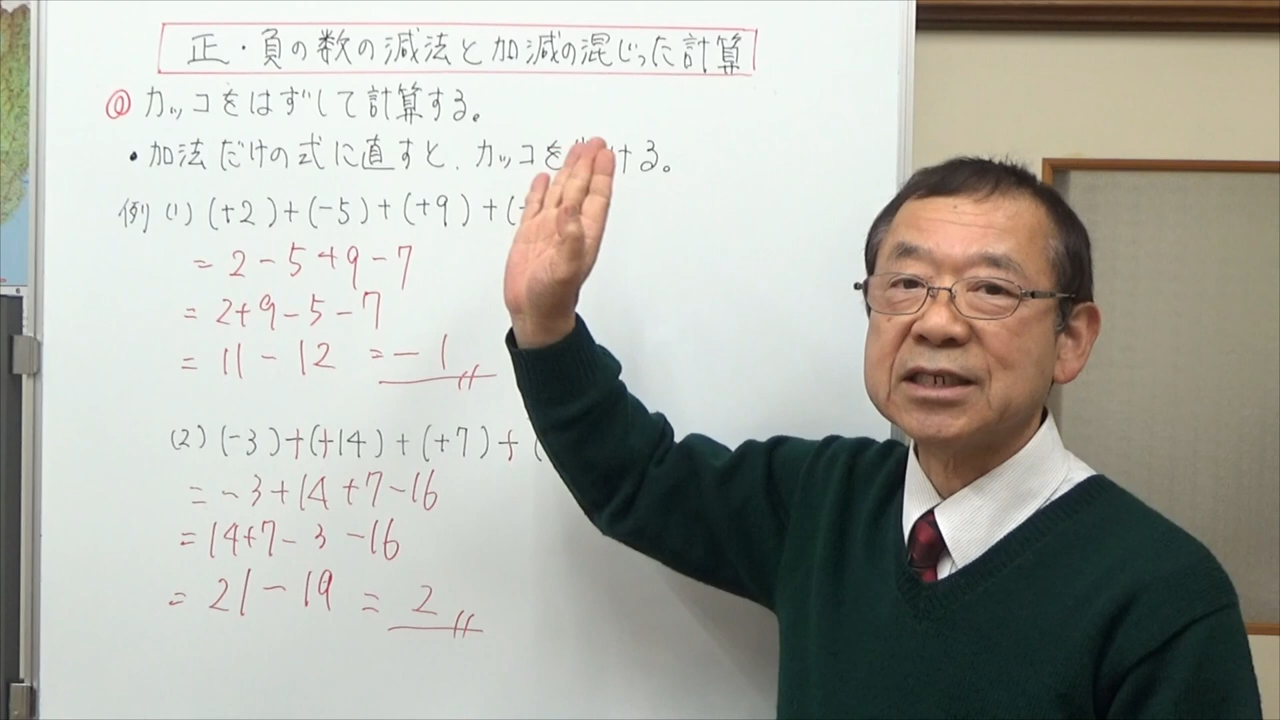 正・負の数の減法と加減の混じった計算
◎ カッコをはずして計算する。
・加法だけの式に直すと、カッコを ける。
例 (1) (+2)+(-5)+(+9)+(-
= 2-5+9-7
= 2+9-5-7
= 11-12 = -1
(2) (-3)+(+14)+(+7)+(
= -3+14+7-16
= 14+7-3-16
= 21-19 = 2